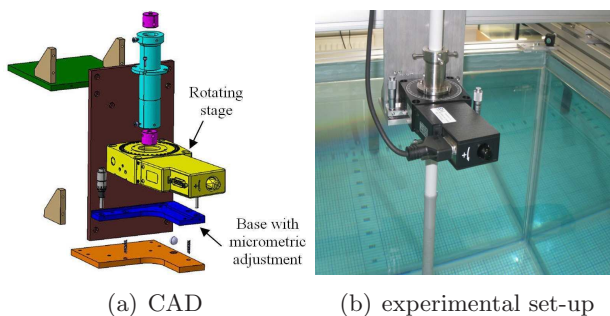 Rotating
stage
Base with
micrometric
adjustment
(a) CAD
(b) experimental set-up